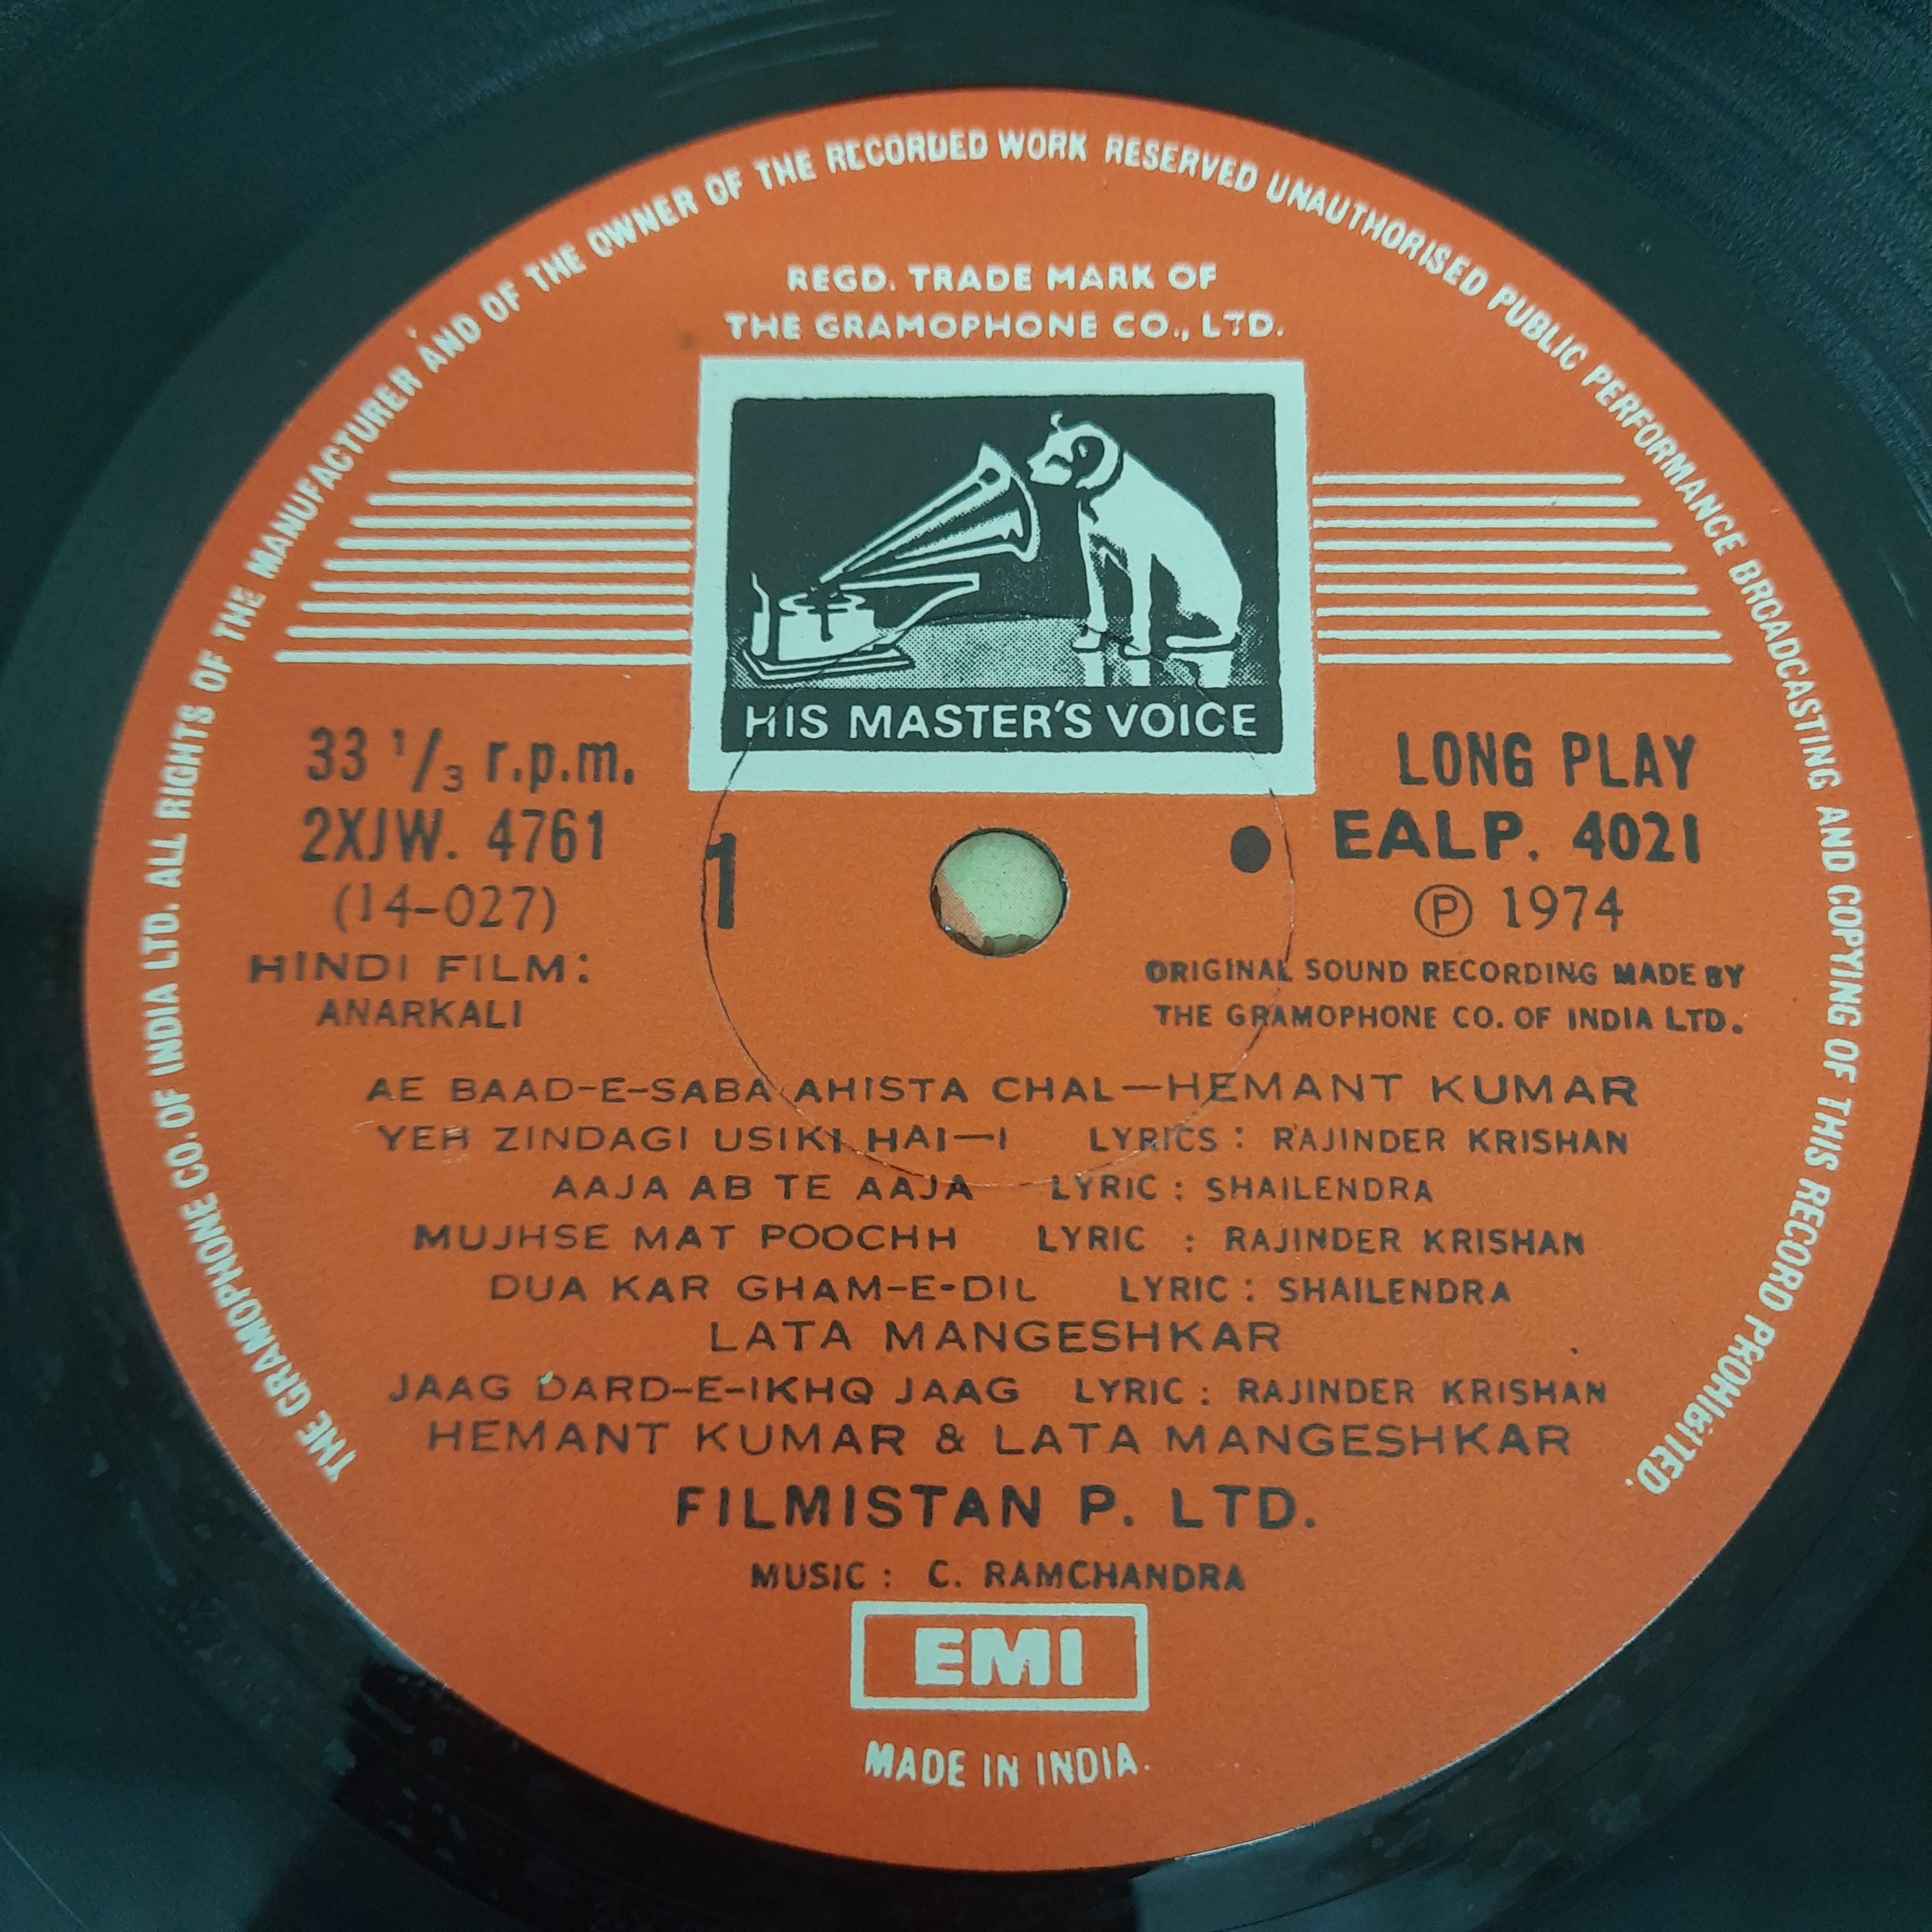 THE GRAMOPHONE CO. OF INDIA LTD. ALL RIGHTS OF THE MANUFACTURER AND OF THE OWNER OF THE RECORDED WORK RESERVED UNAUTHORISED PUBLIC PERFORMANCE BROADCASTING AND COPYING OF THIS RECORD PROHIBITED.
REGD. TRADE MARK OF
THE GRAMOPHONE CO., LTD.
HIS MASTER'S VOICE
33 1/3 r.p.m.
2XJW. 4761
(14-027)
HINDI FILM:
ANARKALI
1
LONG PLAY
EALP. 4021
Ⓟ 1974
ORIGINAL SOUND RECORDING MADE BY
THE GRAMOPHONE CO. OF INDIA LTD.
AE BAAD-E-SABA AHISTA CHAL—HEMANT KUMAR
YEH ZINDAGI USIKI HAI—I LYRICS : RAJINDER KRISHAN
AAJA AB TE AAJA LYRIC : SHAILENDRA
MUJHSE MAT POOCHH LYRIC : RAJINDER KRISHAN
DUA KAR GHAM-E-DIL LYRIC : SHAILENDRA
LATA MANGESHKAR
JAAG DARD-E-IKHQ JAAG LYRIC : RAJINDER KRISHAN
HEMANT KUMAR & LATA MANGESHKAR
FILMISTAN P. LTD.
MUSIC : C. RAMCHANDRA
EMI
MADE IN INDIA.